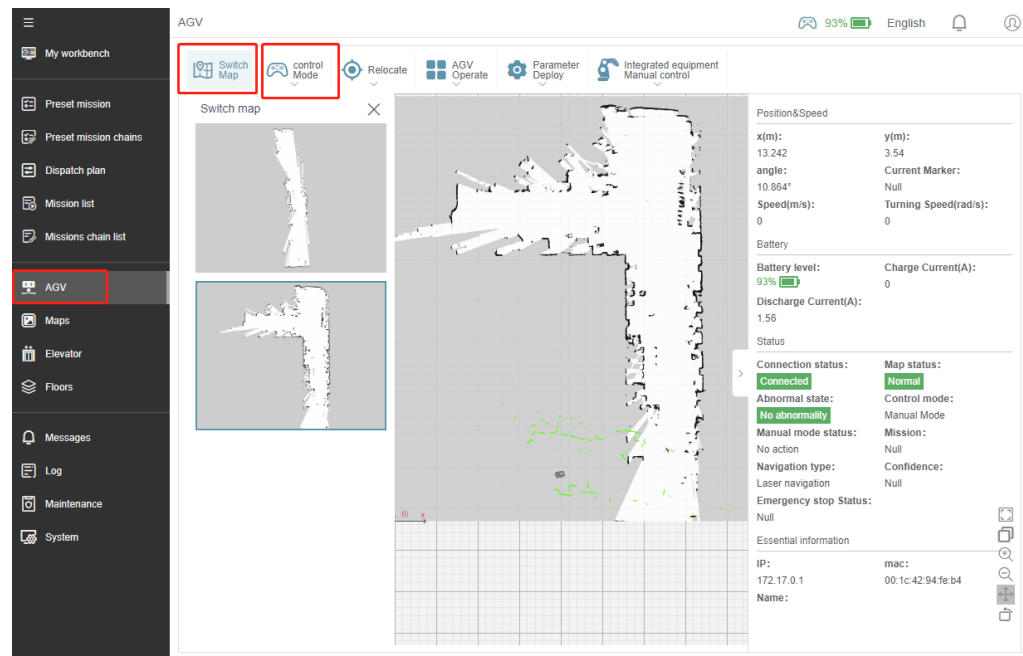 AGV
93%
English
My workbench
Preset mission
Preset mission chains
Dispatch plan
Mission list
Missions chain list
AGV
Maps
Elevator
Floors
Messages
Log
Maintenance
System
Switch
Map
control
Mode
Relocate
AGV
Operate
Parameter
Deploy
Integrated equipment
Manual control
Switch map
0)
x
Position&Speed
x(m): y(m):
13.242 3.54
angle: Current Marker:
10.864° Null
Speed(m/s): Turning Speed(rad/s):
0 0
Battery
Battery level: Charge Current(A):
93% 0
Discharge Current(A):
1.56
Status
Connection status: Map status:
Connected Normal
Abnormal state: Control mode:
No abnormality Manual Mode
Manual mode status: Mission:
No action Null
Navigation type: Confidence:
Laser navigation Null
Emergency stop Status:
Null
Essential information
IP: mac:
172.17.0.1 00:1c:42:94:fe:b4
Name: